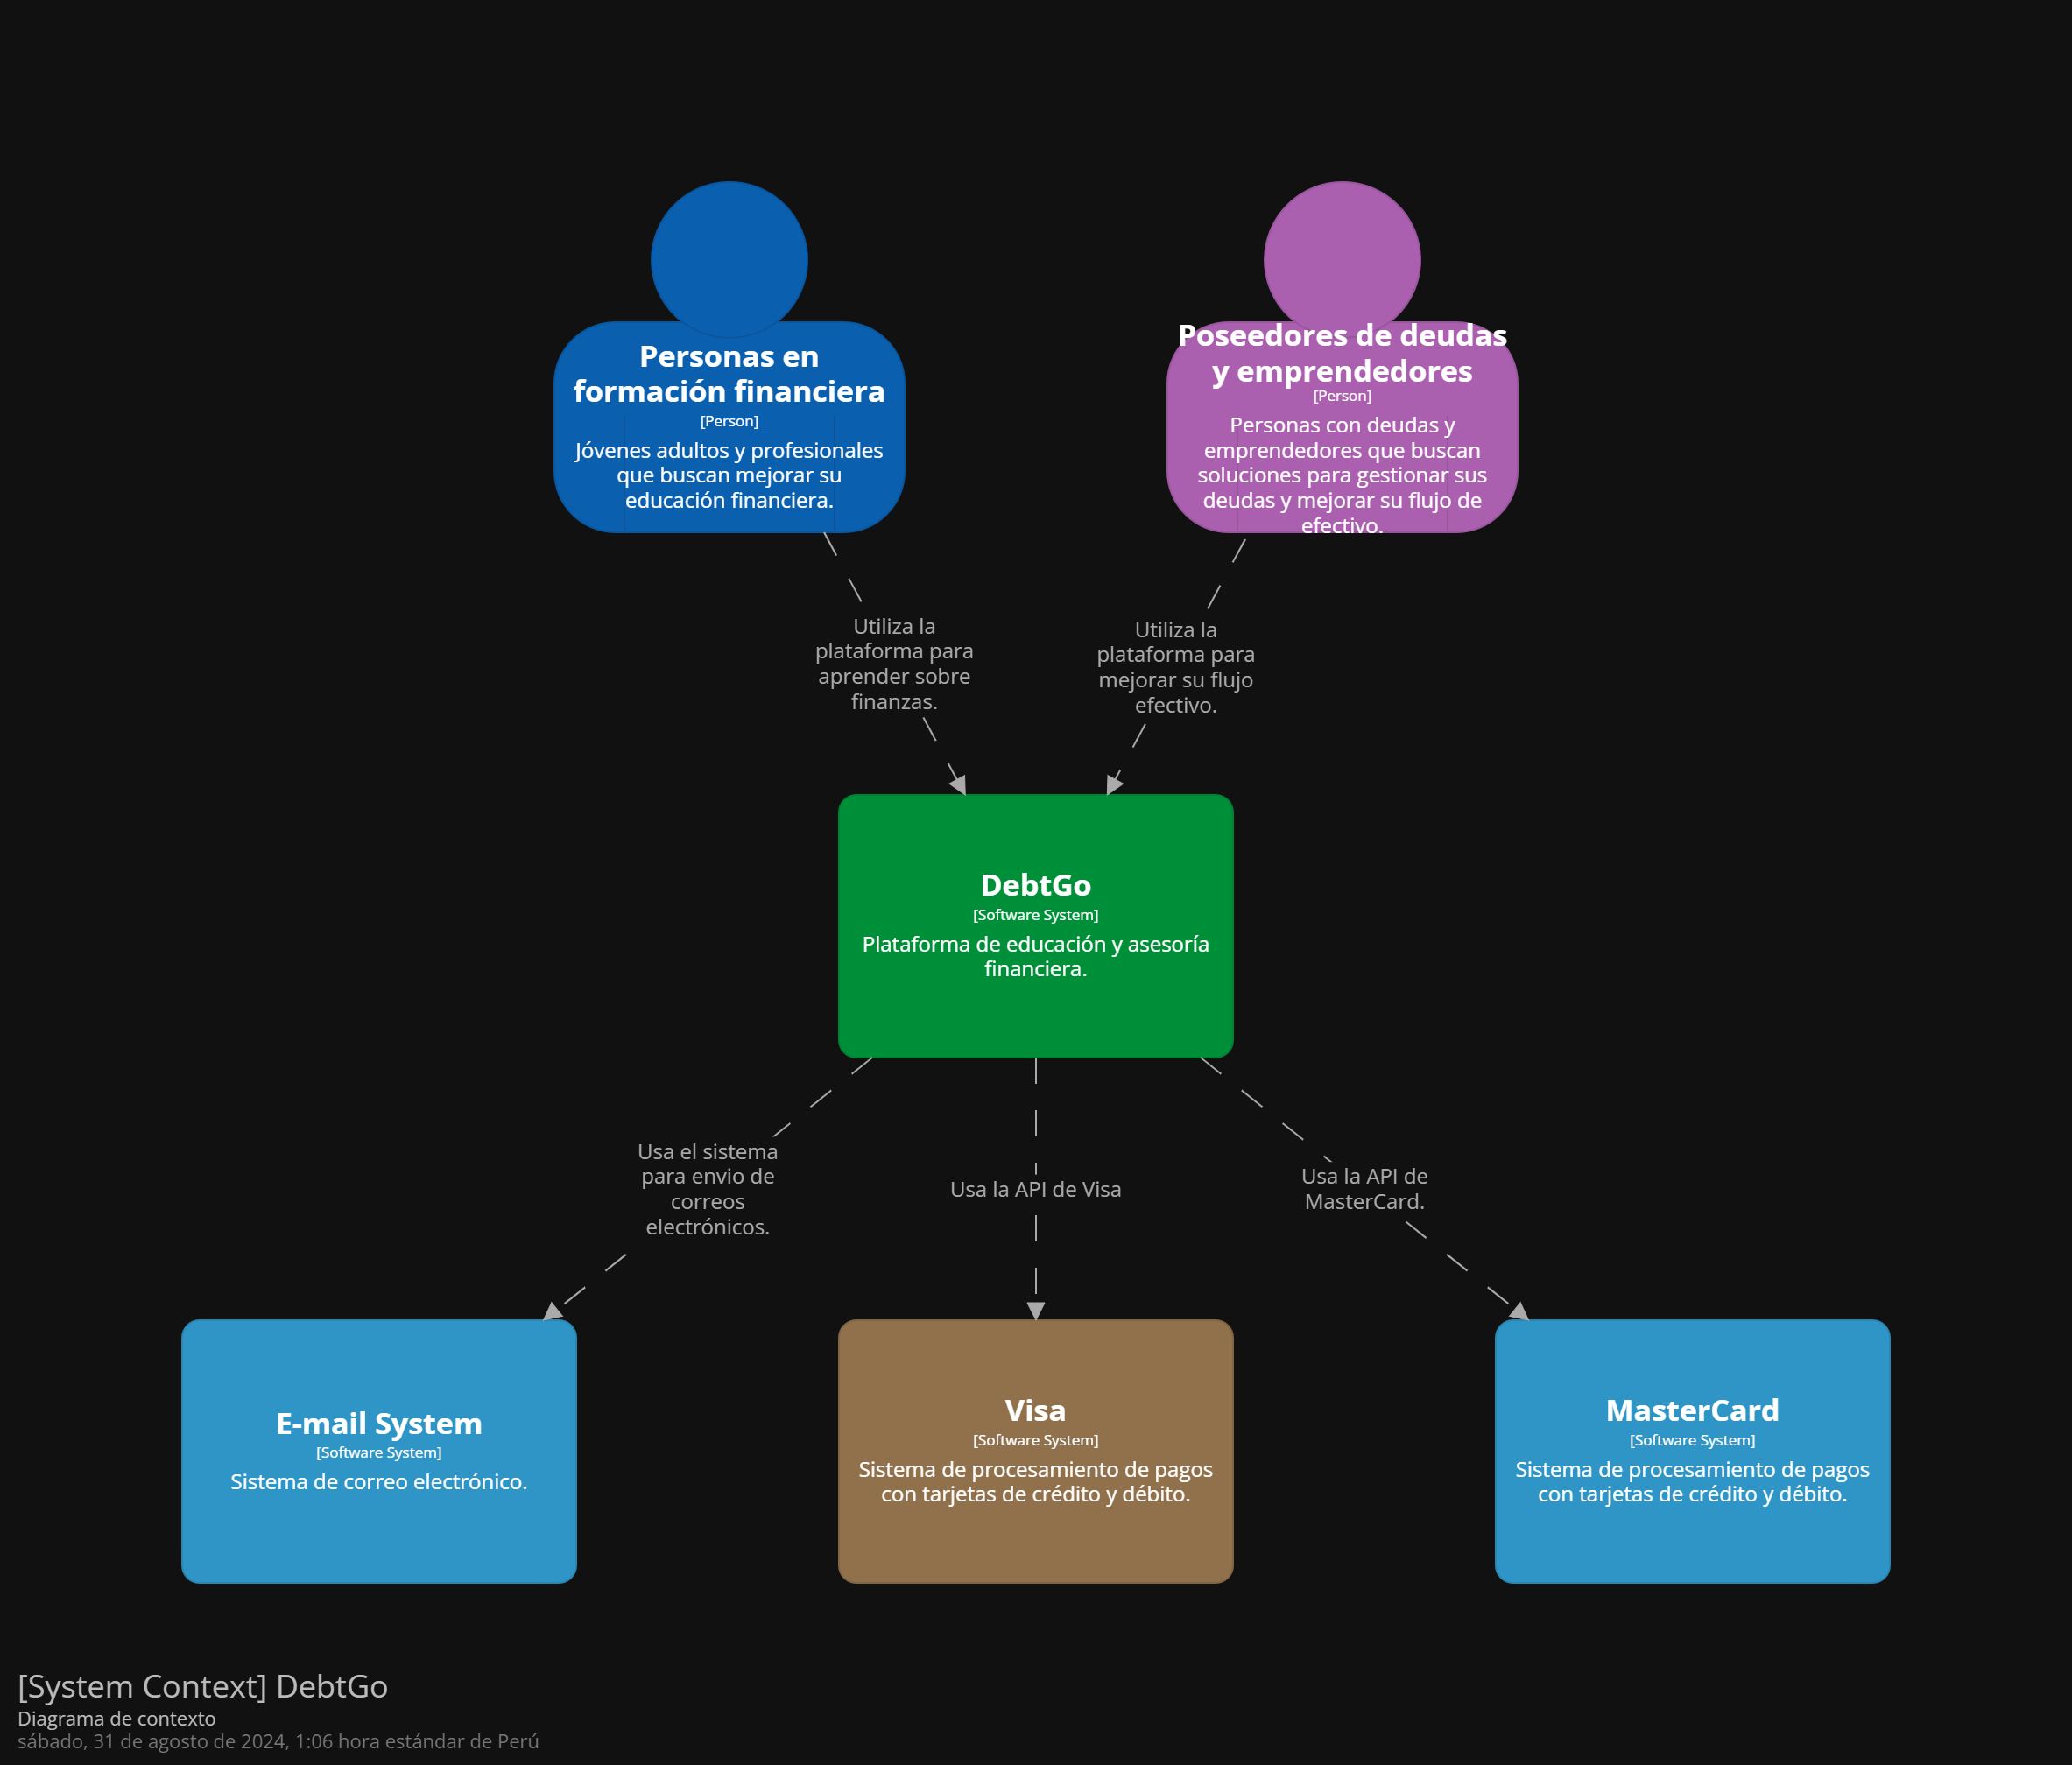 Personas en
formación financiera
[Person]
Jóvenes adultos y profesionales
que buscan mejorar su
educación financiera.
Poseedores de deudas
y emprendedores
[Person]
Personas con deudas y
emprendedores que buscan
soluciones para gestionar sus
deudas y mejorar su flujo de
efectivo.
Utiliza la
plataforma para
aprender sobre
finanzas.
Utiliza la
plataforma para
mejorar su flujo
efectivo.
DebtGo
[Software System]
Plataforma de educación y asesoría
financiera.
Usa el sistema
para envio de
correos
electrónicos.
Usa la API de Visa
Usa la API de
MasterCard.
E-mail System
[Software System]
Sistema de correo electrónico.
Visa
[Software System]
Sistema de procesamiento de pagos
con tarjetas de crédito y débito.
MasterCard
[Software System]
Sistema de procesamiento de pagos
con tarjetas de crédito y débito.
[System Context] DebtGo
Diagrama de contexto
sábado, 31 de agosto de 2024, 1:06 hora estándar de Perú